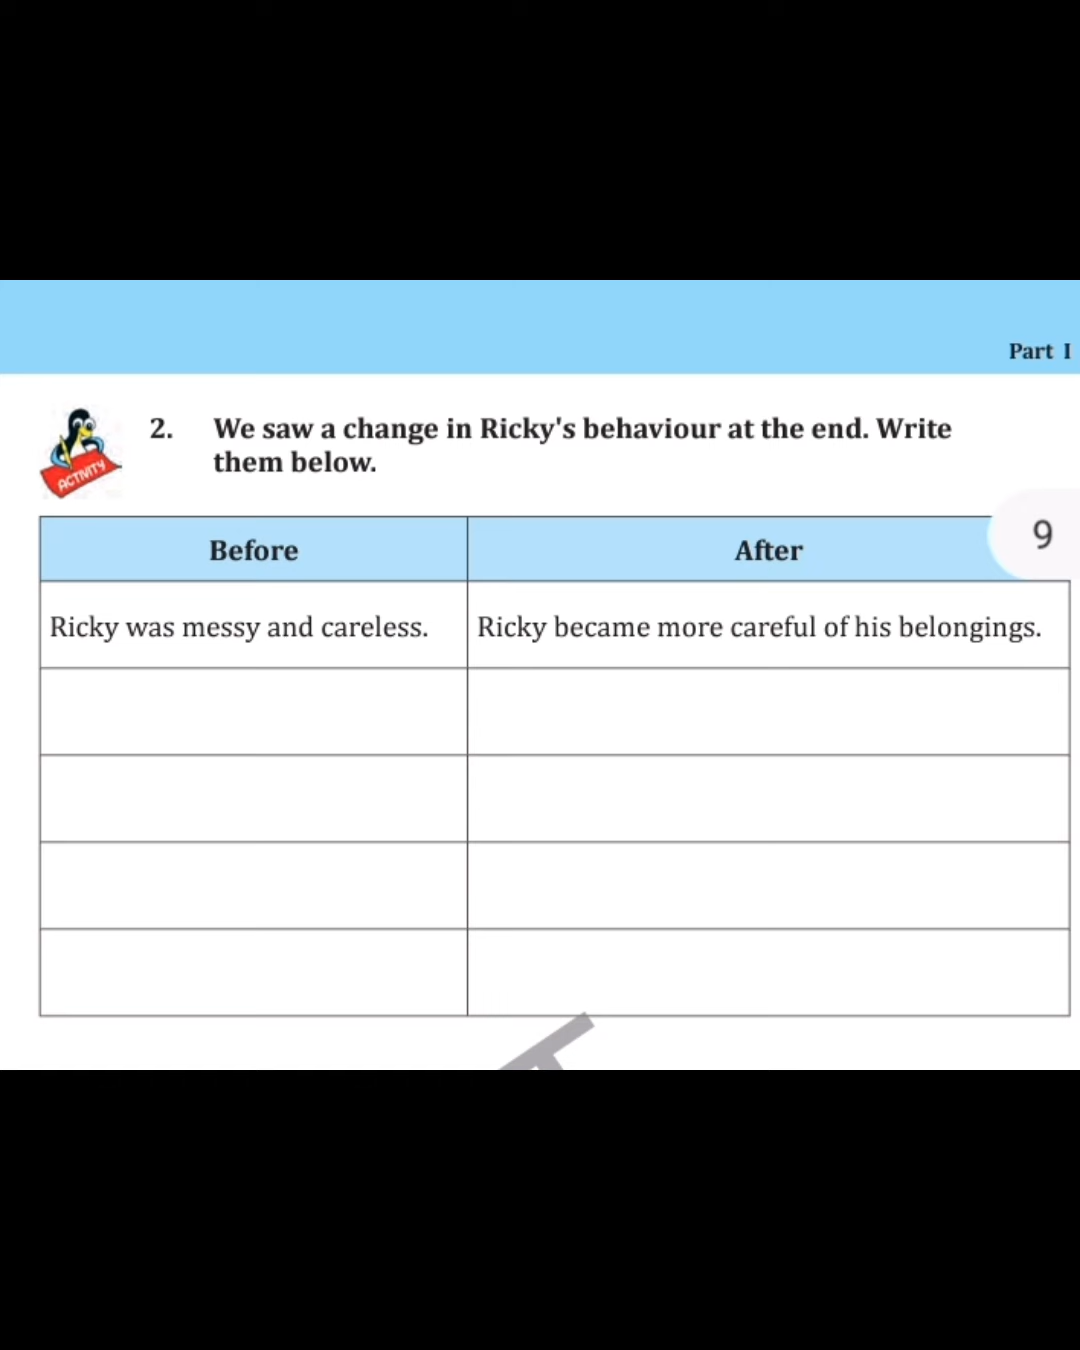 Part I
2. We saw a change in Ricky's behaviour at the end. Write
them below.
ACTIVITY
9
Before After
Ricky was messy and careless. Ricky became more careful of his belongings.